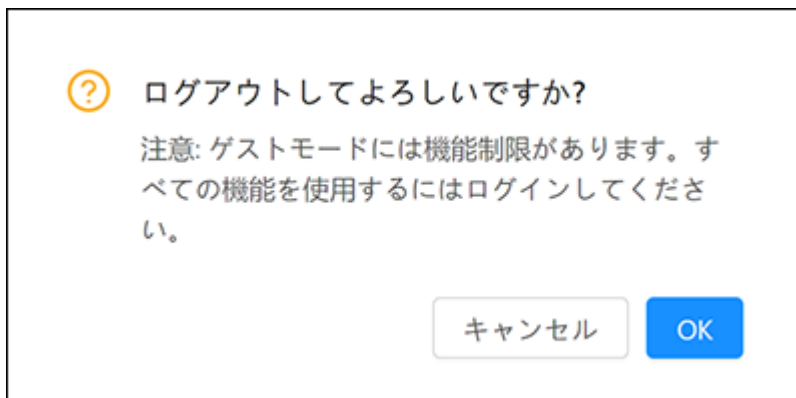 ログアウトしてよろしいですか?
注意: ゲストモードには機能制限があります。す
べての機能を使用するにはログインしてくださ
い。
キャンセル
OK